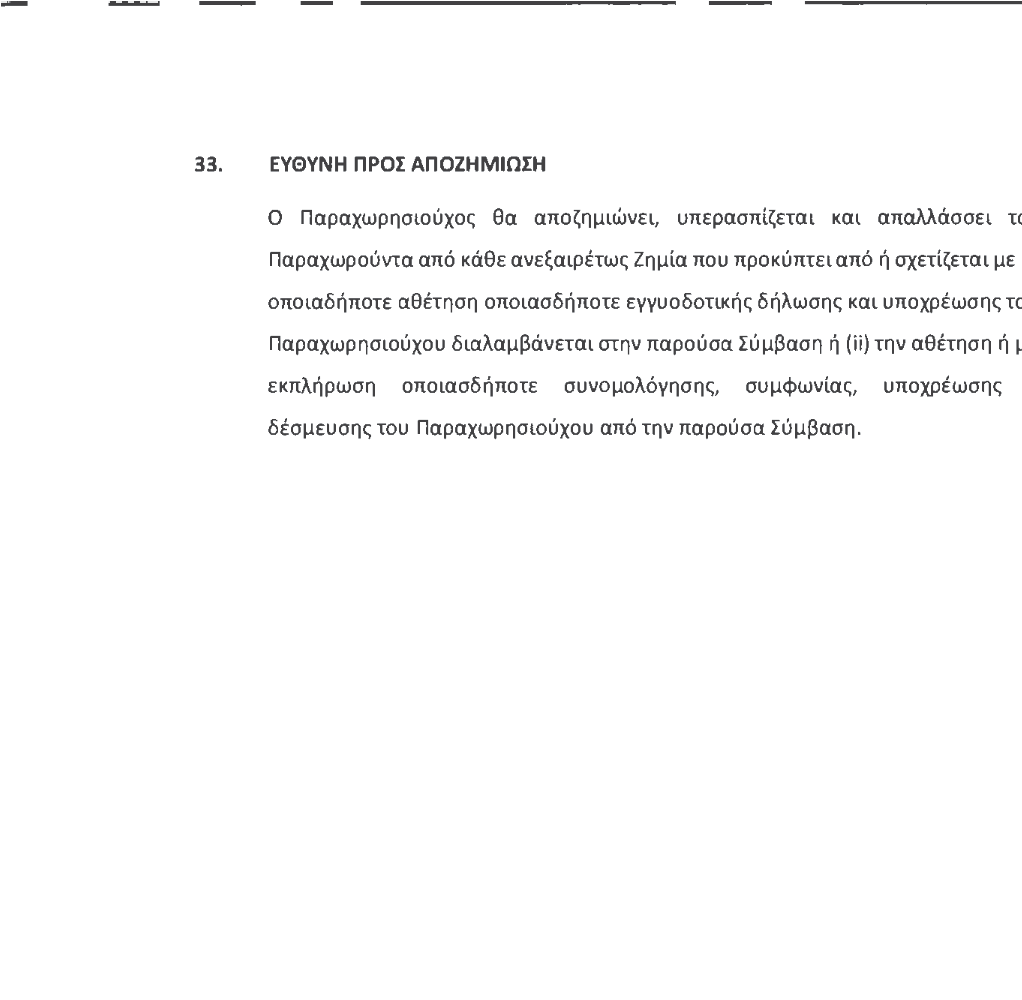 33. ΕΥΘΥΝΗ ΠΡΟΣ ΑΠΟΖΗΜΙΩΣΗ
Ο Παραχωρησιούχος θα αποζημιώνει, υπερασπίζεται και απαλλάσσει
Παραχωρούντα από κάθε ανεξαιρέτως Ζημία που προκύπτει από ή σχετίζεται με
οποιαδήποτε αθέτηση οποιασδήποτε εγγυοδοτικής δήλωσης και υποχρέωσης
Παραχωρησιούχου διαλαμβάνεται στην παρούσα Σύμβαση ή (ii) την αθέτηση ή
εκπλήρωση οποιασδήποτε συνομολόγησης, συμφωνίας, υποχρέωσης
δέσμευσης του Παραχωρησιούχου από την παρούσα Σύμβαση.